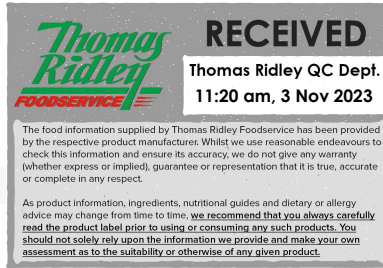 Thomas
Ridley
FOODSERVICE
RECEIVED
Thomas Ridley QC Dept.
11:20 am, 3 Nov 2023
The food information supplied by Thomas Ridley Foodservice has been provided
by the respective product manufacturer. Whilst we use reasonable endeavours to
check this information and ensure its accuracy, we do not give any warranty
(whether express or implied), guarantee or representation that it is true, accurate
or complete in any respect.
As product information, ingredients, nutritional guides and dietary or allergy
advice may change from time to time, we recommend that you always carefully
read the product label prior to using or consuming any such products. You
should not solely rely upon the information we provide and make your own
assessment as to the suitability or otherwise of any given product.